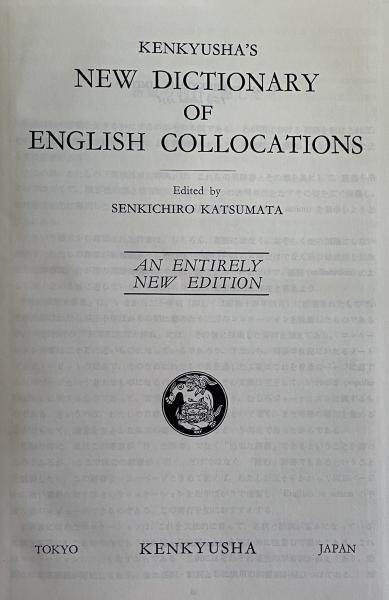 KENKYUSHA'S
NEW DICTIONARY
OF
ENGLISH COLLOCATIONS
Edited by
SENKICHIRO KATSUMATA
AN ENTIRELY
NEW EDITION
TOKYO KENKYUSHA JAPAN